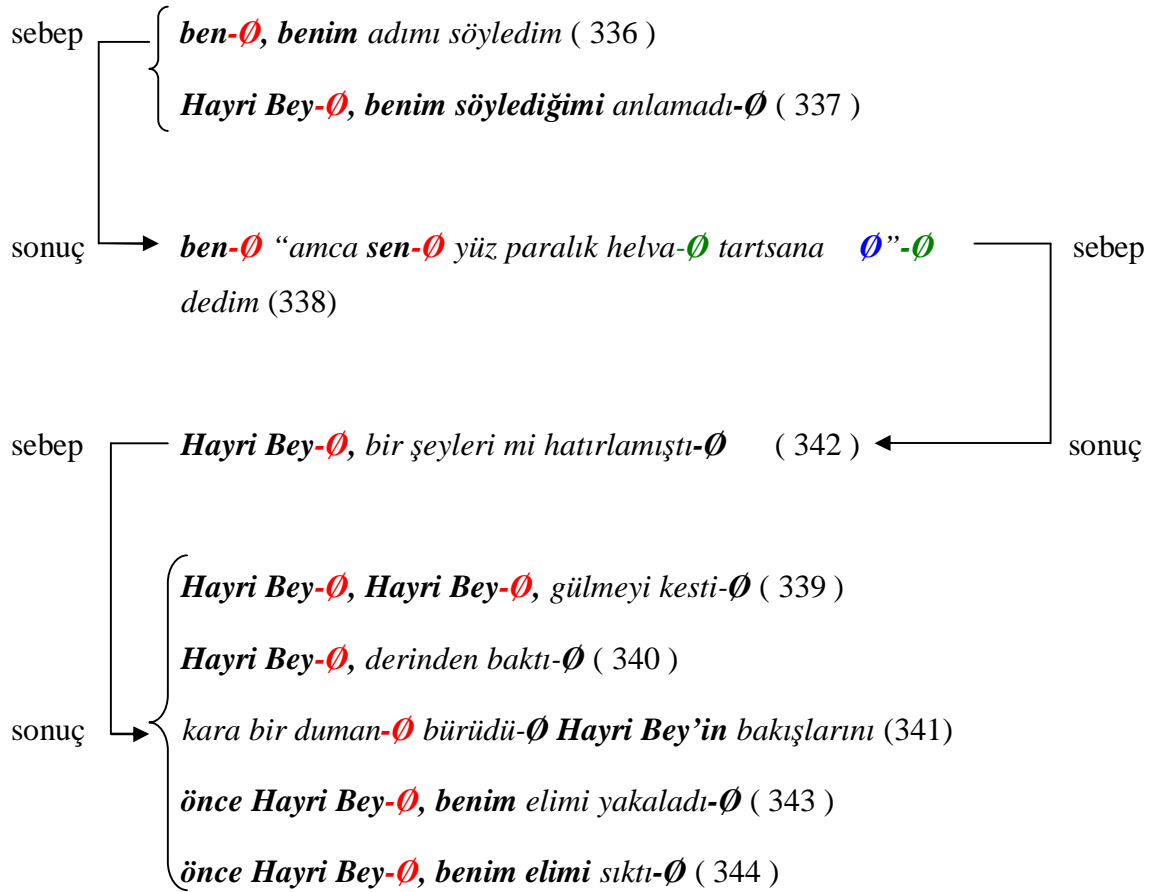 sebep ben-Ø, benim adımı söyledim ( 336 )
Hayri Bey-Ø, benim söylediğimi anlamadı-Ø ( 337 )
sonuç ben-Ø “amca sen-Ø yüz paralık helva-Ø tartsana Ø”-Ø sebep
dedim (338)
sebep Hayri Bey-Ø, bir şeyleri mi hatırlamıştı-Ø ( 342 ) sonuç
Hayri Bey-Ø, Hayri Bey-Ø, gülmeyi kesti-Ø ( 339 )
Hayri Bey-Ø, derinden baktı-Ø ( 340 )
sonuç kara bir duman-Ø bürüdü-Ø Hayri Bey’in bakışlarını (341)
önce Hayri Bey-Ø, benim elimi yakaladı-Ø ( 343 )
önce Hayri Bey-Ø, benim elimi sıktı-Ø ( 344 )